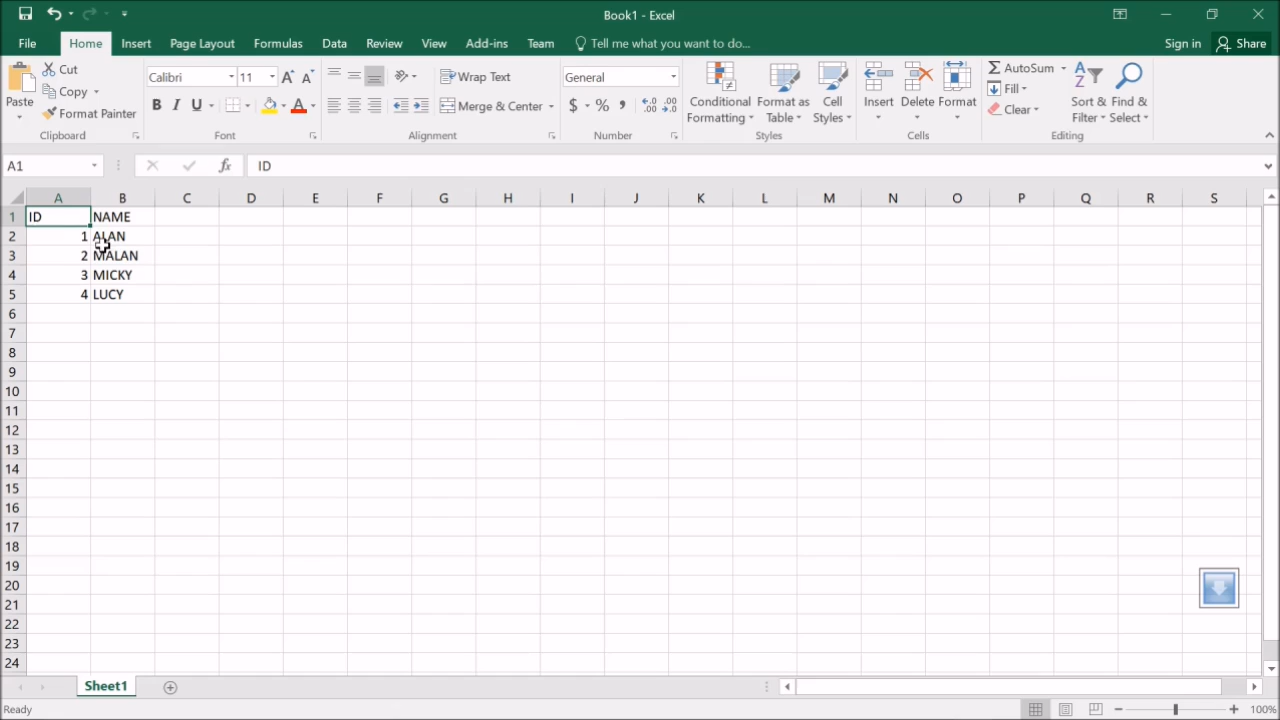 Book1 - Excel
File Home Insert Page Layout Formulas Data Review View Add-ins Team Tell me what you want to do... Sign in Share
Paste Cut Copy Format Painter
Clipboard
Calibri 11 A A
B I U A
Font
Wrap Text
Merge & Center
Alignment
General
$ % , .0 .00 .00 .0
Number
Conditional Formatting Format as Table Cell Styles
Styles
Insert Delete Format
Cells
AutoSum Fill Clear Sort & Filter Find & Select
Editing
A1 fx ID
A B C D E F G H I J K L M N O P Q R S
1 ID NAME
2 1 ALAN
3 2 MALAN
4 3 MICKY
5 4 LUCY
6
7
8
9
10
11
12
13
14
15
16
17
18
19
20
21
22
23
24
Sheet1
Ready 100%